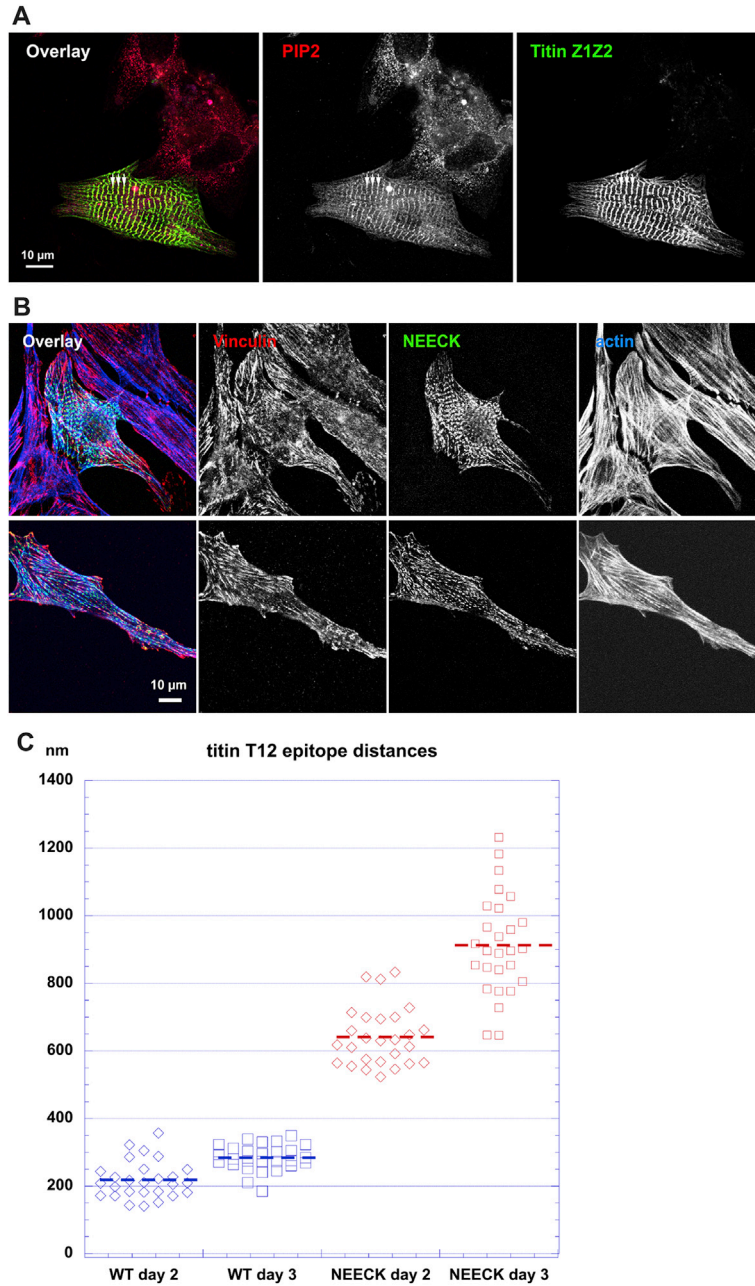 A
Overlay
PIP2
Titin Z1Z2
10 µm
B
Overlay
Vinculin
NEECK
actin
10 µm
C
nm
titin T12 epitope distances
1400
1200
1000
800
600
400
200
0
WT day 2
WT day 3
NEECK day 2
NEECK day 3